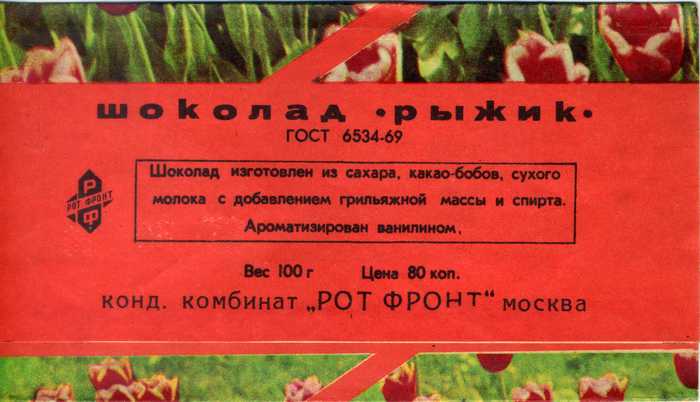 шоколад •рыжик•
ГОСТ 6534-69
Шоколад изготовлен из сахара, какао-бобов, сухого
молока с добавлением грильяжной массы и спирта.
Ароматизирован ванилином.
Р
РОТ ФРОНТ
Ф
Вес 100 г Цена 80 коп.
конд. комбинат „РОТ ФРОНТ" москва